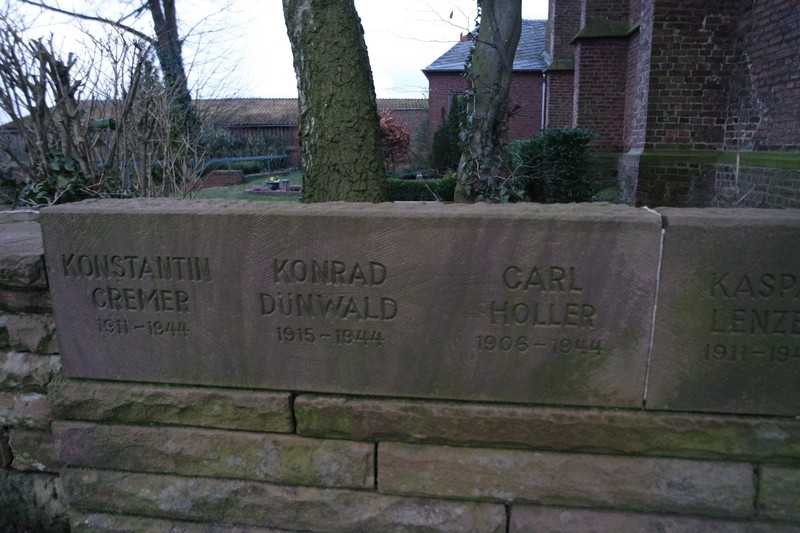 KONSTANTIN
CREMER
1911-1944
KONRAD
DÜNWALD
1915-1944
CARL
HOLLER
1906-1944